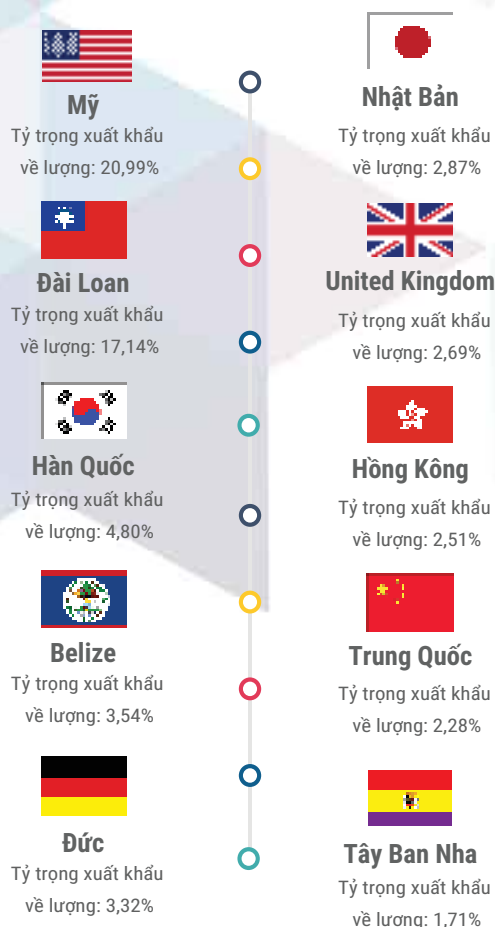 Mỹ
Tỷ trọng xuất khẩu
về lượng: 20,99%
Đài Loan
Tỷ trọng xuất khẩu
về lượng: 17,14%
Hàn Quốc
Tỷ trọng xuất khẩu
về lượng: 4,80%
Belize
Tỷ trọng xuất khẩu
về lượng: 3,54%
Đức
Tỷ trọng xuất khẩu
về lượng: 3,32%
Nhật Bản
Tỷ trọng xuất khẩu
về lượng: 2,87%
United Kingdom
Tỷ trọng xuất khẩu
về lượng: 2,69%
Hồng Kông
Tỷ trọng xuất khẩu
về lượng: 2,51%
Trung Quốc
Tỷ trọng xuất khẩu
về lượng: 2,28%
Tây Ban Nha
Tỷ trọng xuất khẩu
về lượng: 1,71%